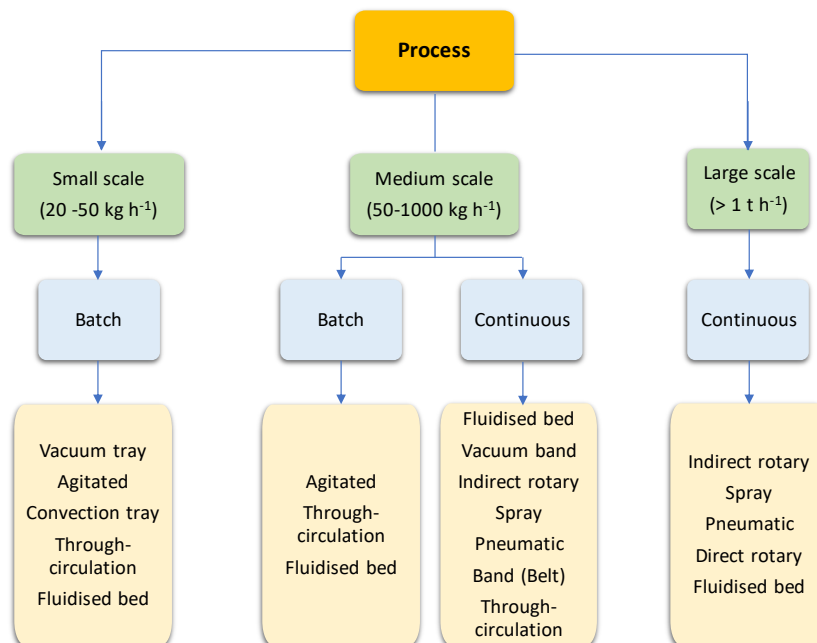 Process
Small scale
(20 -50 kg h-1)
Medium scale
(50-1000 kg h-1)
Large scale
(> 1 t h-1)
Batch
Batch
Continuous
Continuous
Vacuum tray
Agitated
Convection tray
Through-
circulation
Fluidised bed
Agitated
Through-
circulation
Fluidised bed
Fluidised bed
Vacuum band
Indirect rotary
Spray
Pneumatic
Band (Belt)
Through-
circulation
Indirect rotary
Spray
Pneumatic
Direct rotary
Fluidised bed